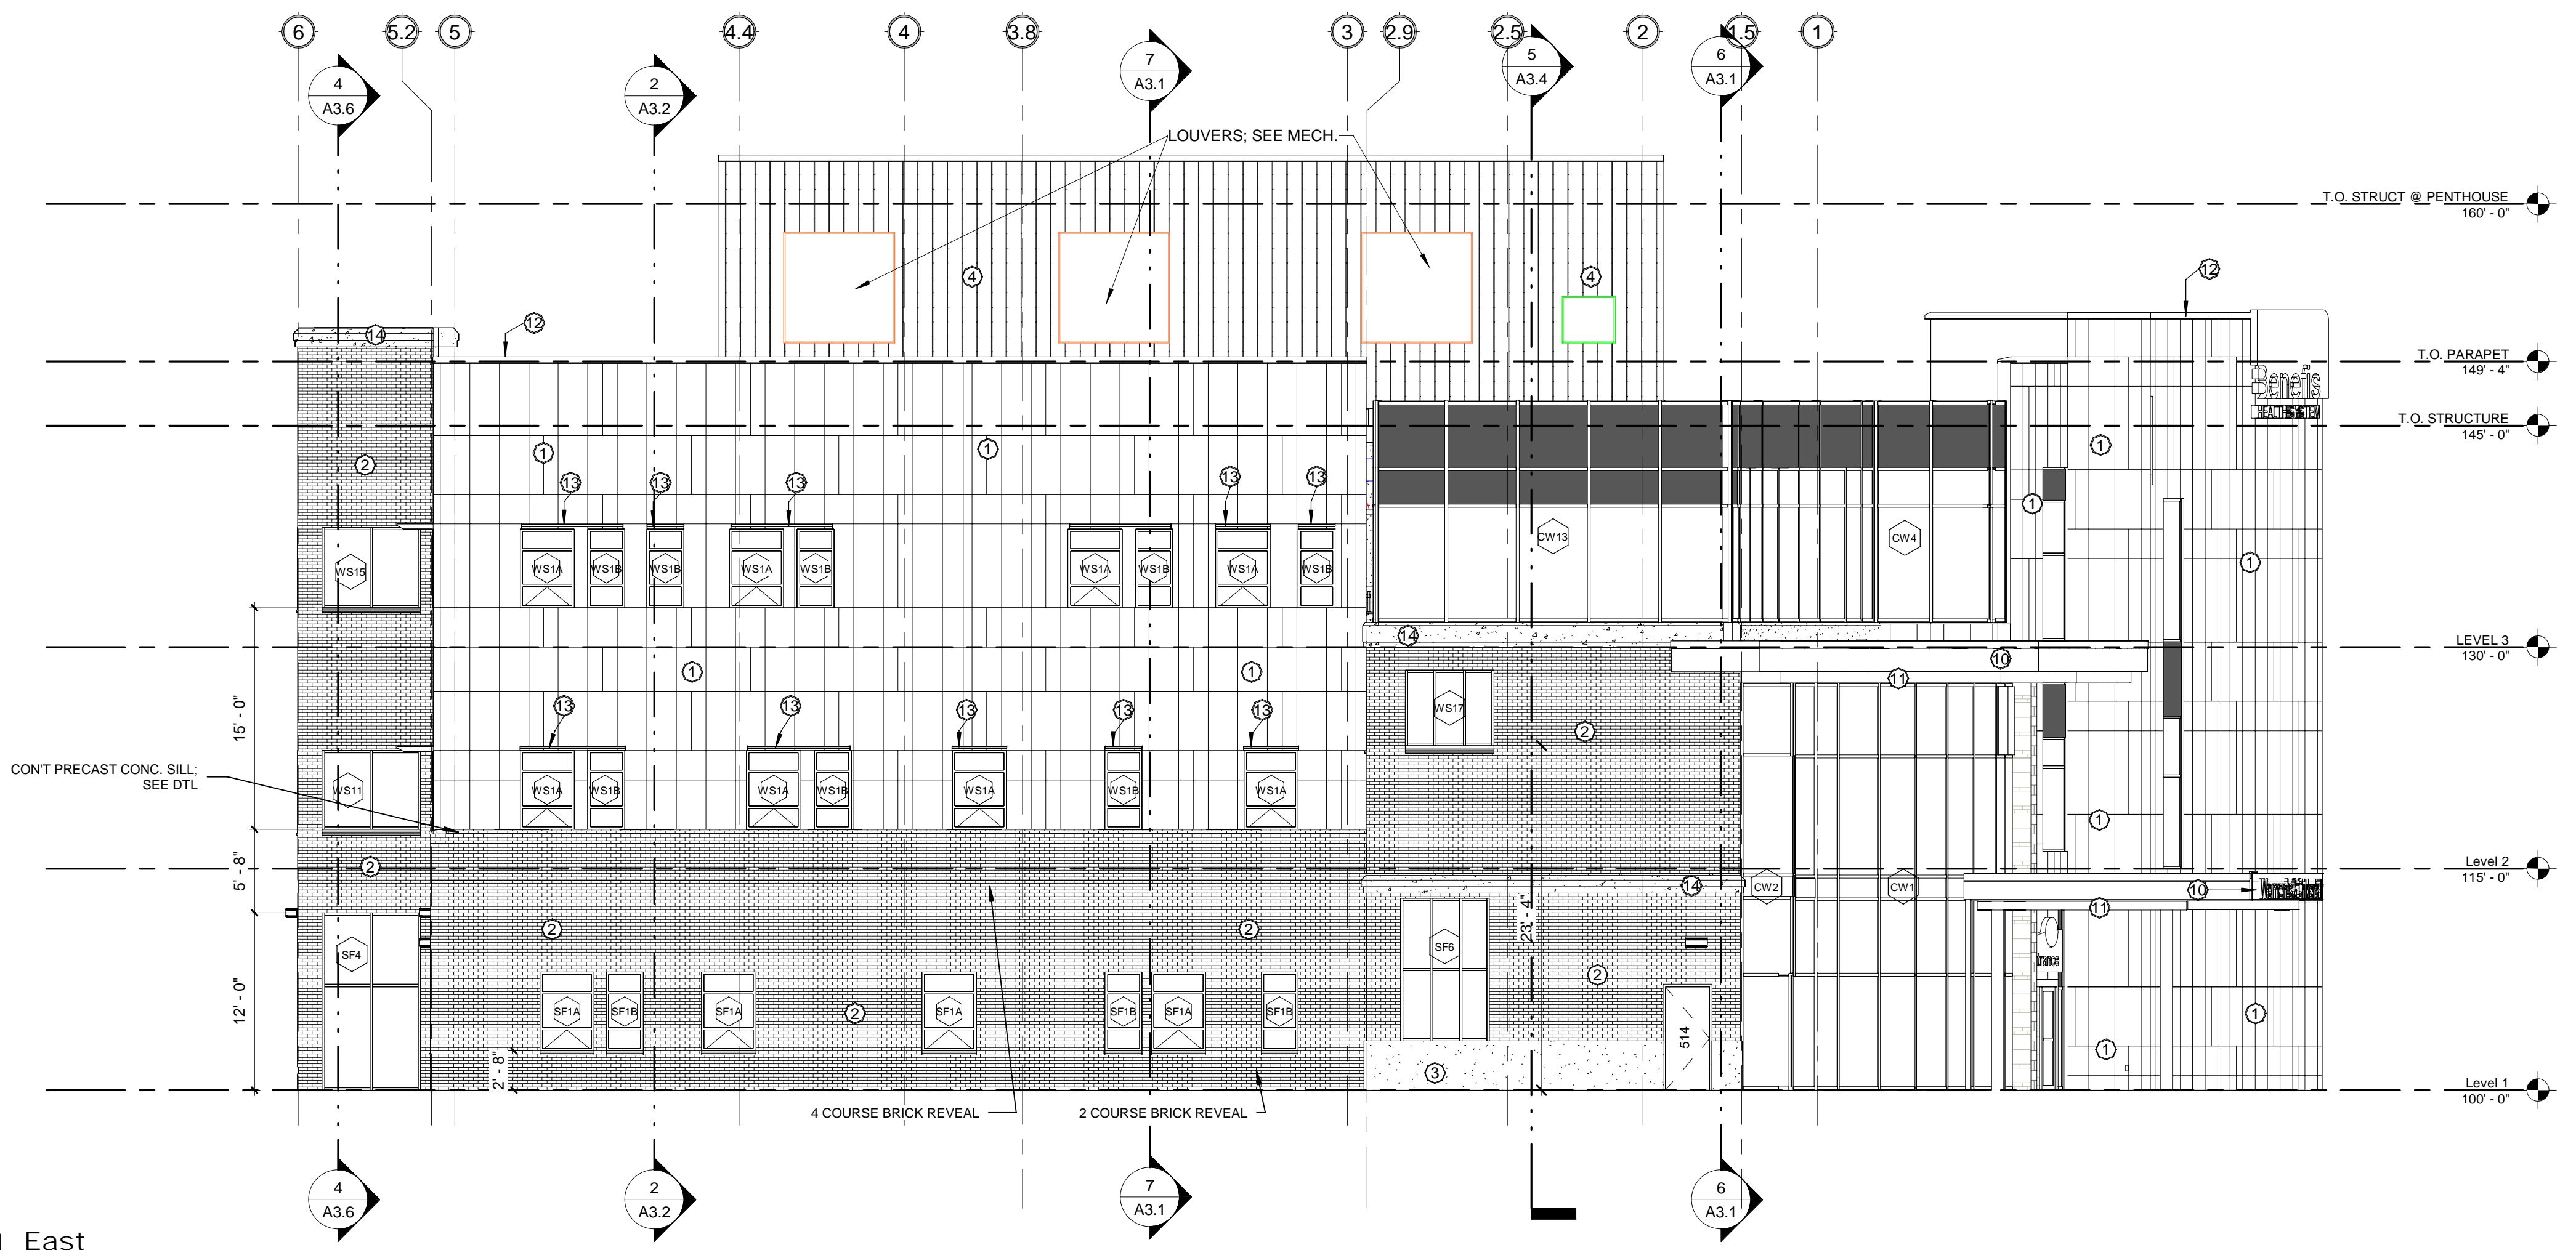 6 5.2 5 4.4 4 3.8 3 2.9 2.5 2 1.5 1
4 A3.6
2 A3.2
7 A3.1
5 A3.4
6 A3.1
LOUVERS; SEE MECH.
T.O. STRUCT @ PENTHOUSE
160' - 0"
12
4 4
12
14
T.O. PARAPET
149' - 4"
Benefis
HEALTH SYSTEM
T.O. STRUCTURE
145' - 0"
1 1 1
2
13 13 13 13 13
1
CW13 CW4
1
WS15 WS1A WS1B WS1B WS1A WS1B WS1A WS1B WS1A WS1B
14
LEVEL 3
130' - 0"
10
1 1
11
13 13 13 13 13
WS17
2
15' - 0"
CON'T PRECAST CONC. SILL;
SEE DTL
WS11 WS1A WS1B WS1A WS1B WS1A WS1B WS1A
1
Level 2
115' - 0"
2
5' - 8"
14
CW2 CW1
10
11
23' - 4"
2 2
SF4
SF6
2
trance
12' - 0"
SF1A SF1B SF1A SF1A SF1B SF1A SF1B
2
1
514
1
2' - 8"
3
Level 1
100' - 0"
4 COURSE BRICK REVEAL
2 COURSE BRICK REVEAL
4 A3.6
2 A3.2
7 A3.1
6 A3.1
East